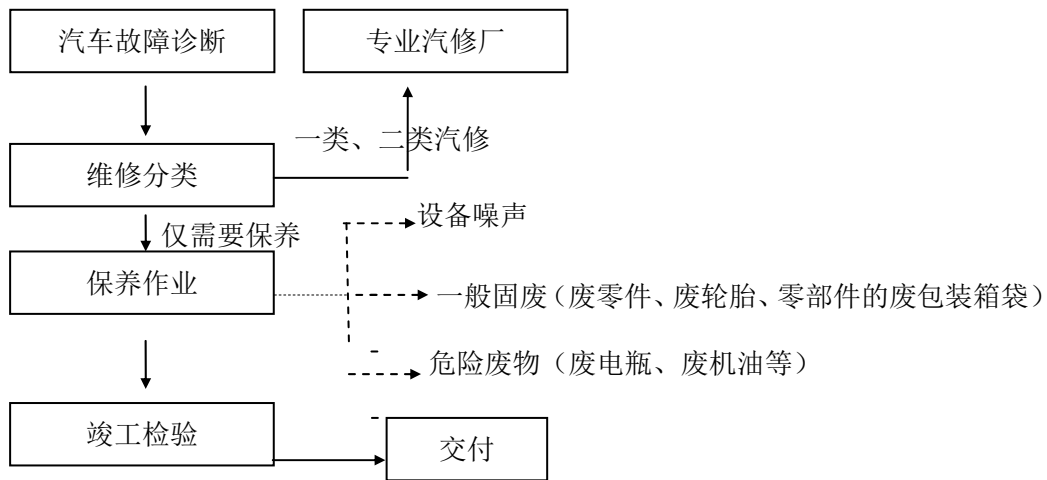 汽车故障诊断
专业汽修厂
一类、二类汽修
维修分类
设备噪声
仅需要保养
保养作业
一般固废（废零件、废轮胎、零部件的废包装箱袋）
危险废物（废电瓶、废机油等）
竣工检验
交付